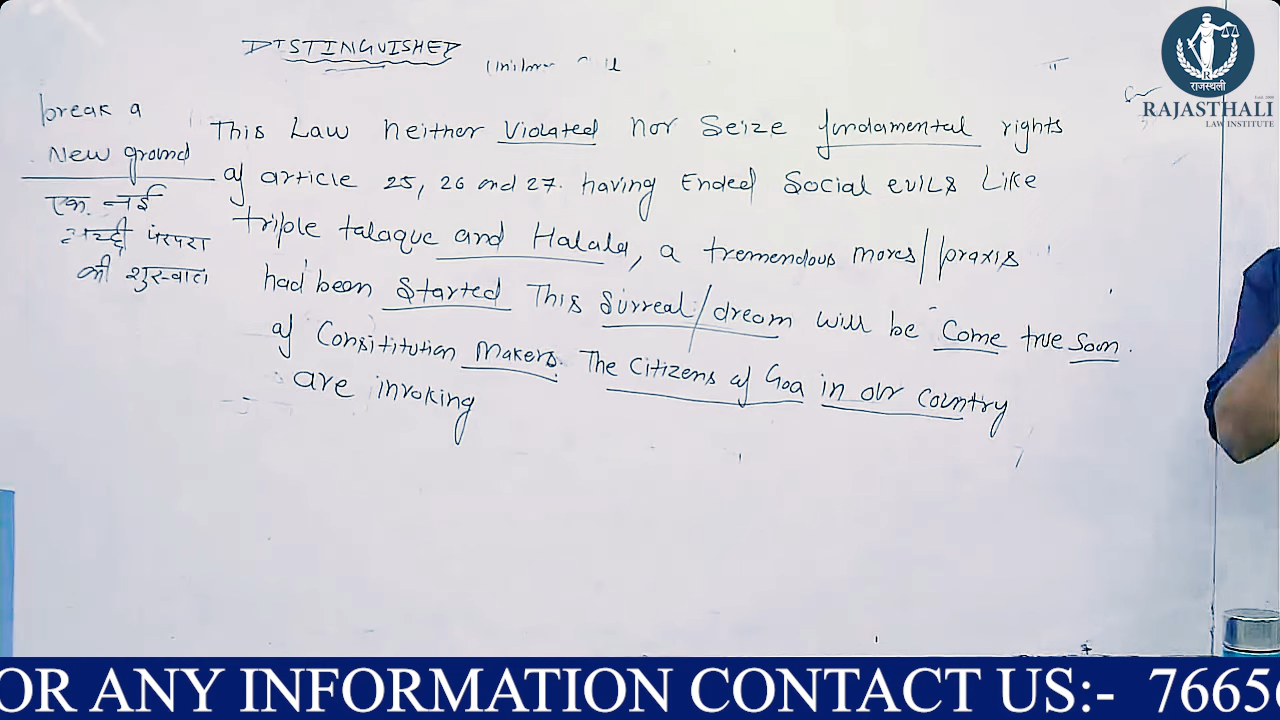 DISTINGUISHED
break a
New ground
एक नई
अच्छी परंपरा
की शुरुवात
This Law neither violated nor Seize fundamental rights
of article 25, 26 and 27. having Ended Social evils Like
triple talaque and Halala, a tremendous mores/praxis
had been Started This Surreal/dream will be Come true Soon.
of Constitution Makers. The Citizens of Goa in our Country
are invoking
राजस्थली
RAJASTHALI
LAW INSTITUTE
OR ANY INFORMATION CONTACT US:- 7665